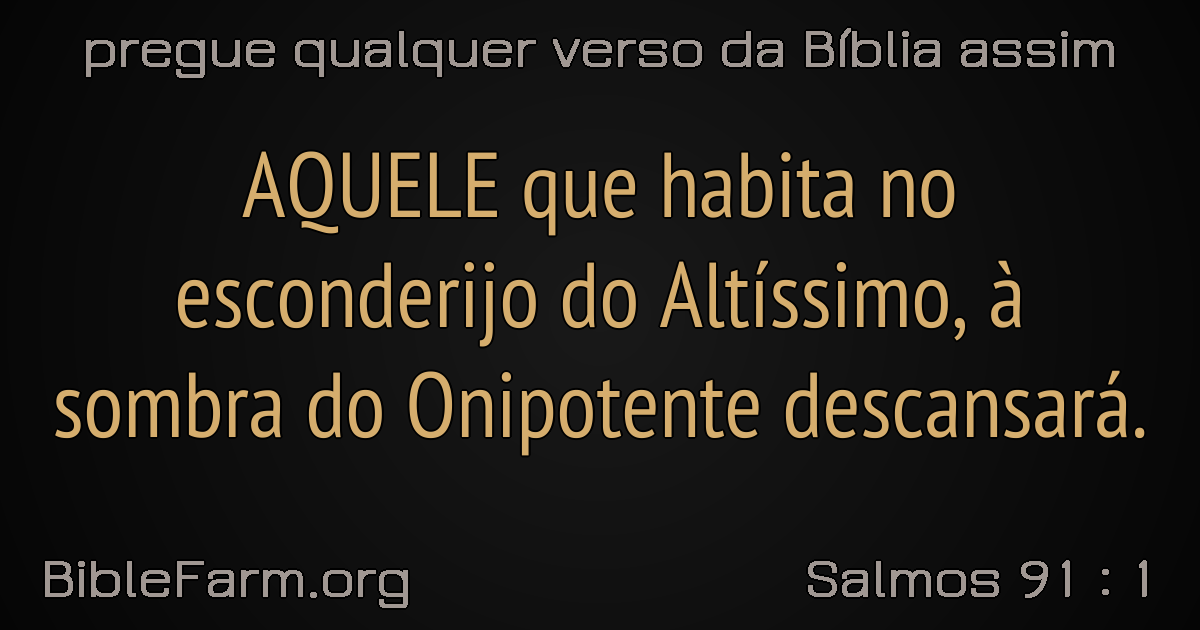 pregue qualquer verso da Bíblia assim
AQUELE que habita no
esconderijo do Altíssimo, à
sombra do Onipotente descansará.
BibleFarm.org
Salmos 91 : 1